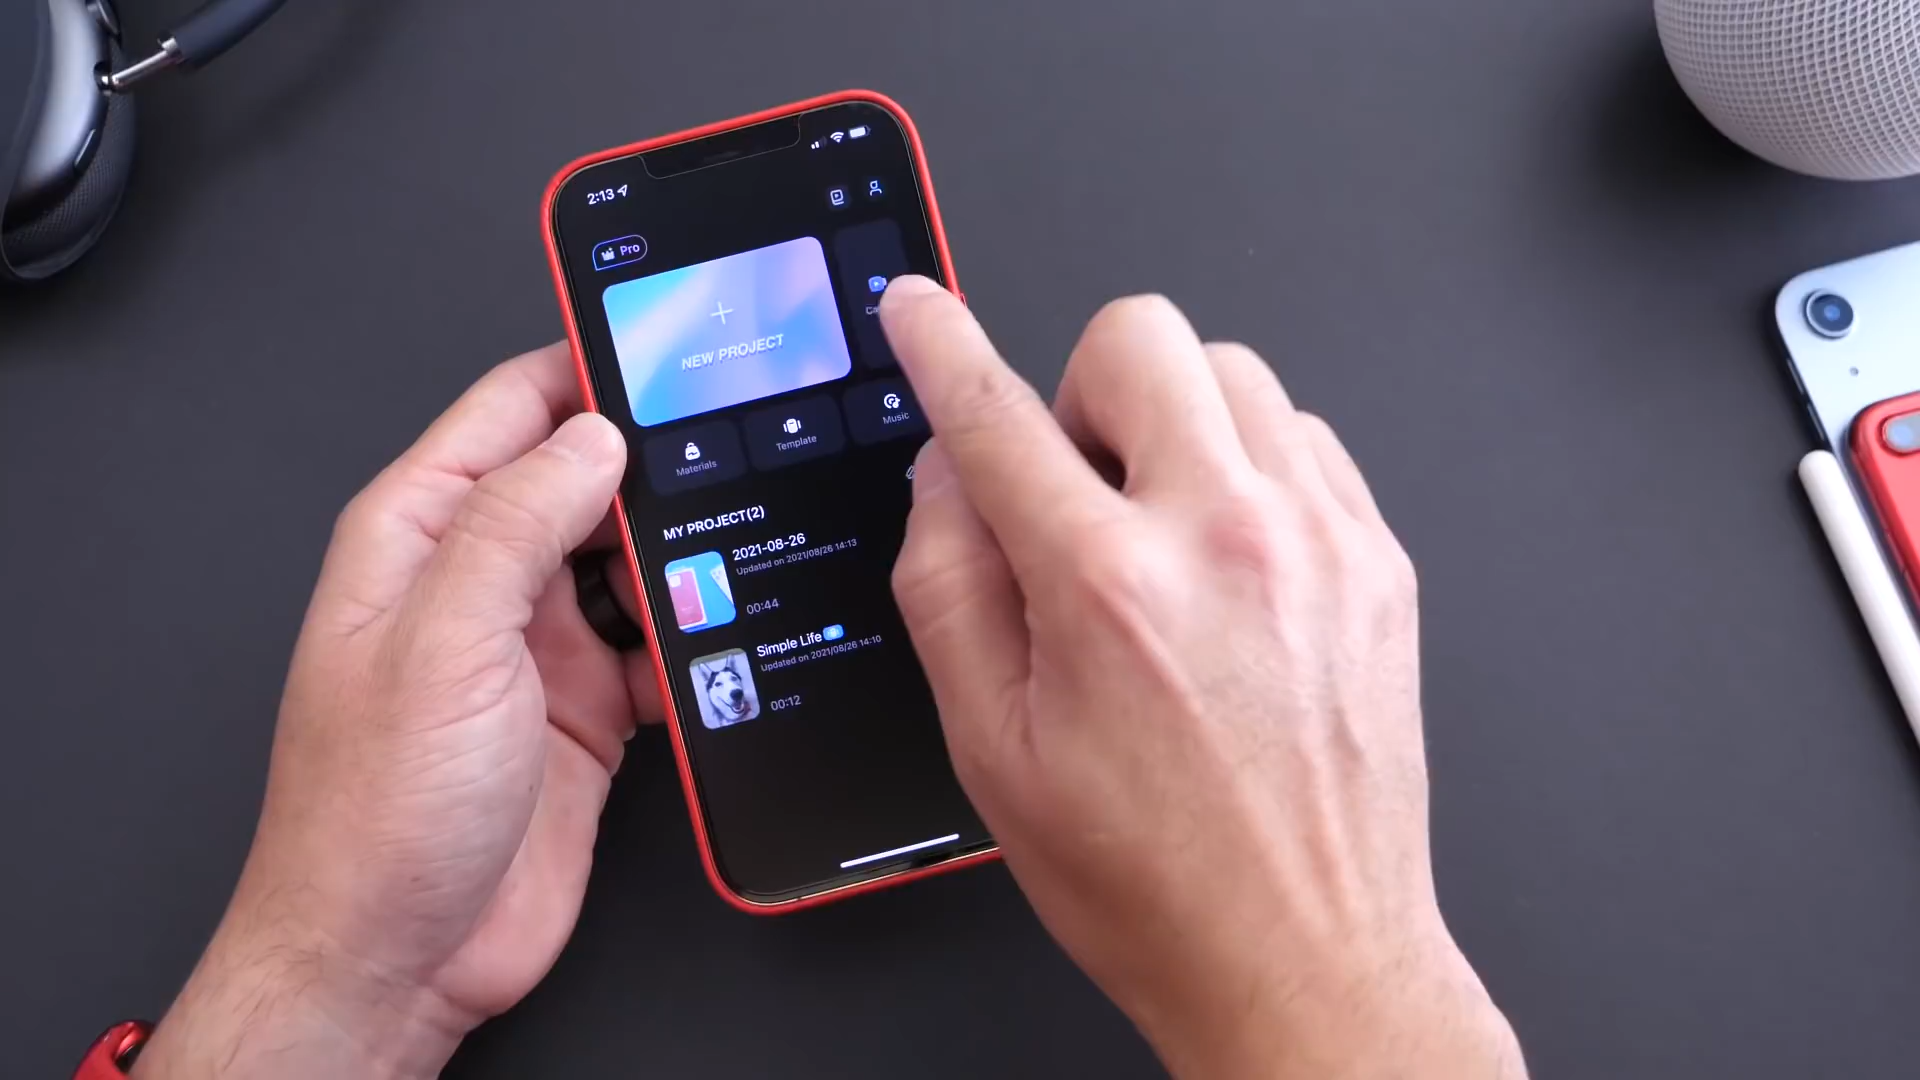 2:13
Pro
NEW PROJECT
Materials
Template
Music
MY PROJECT(2)
2021-08-26
Updated on 2021/08/26 14:13
00:44
Simple Life
Updated on 2021/08/26 14:10
00:12